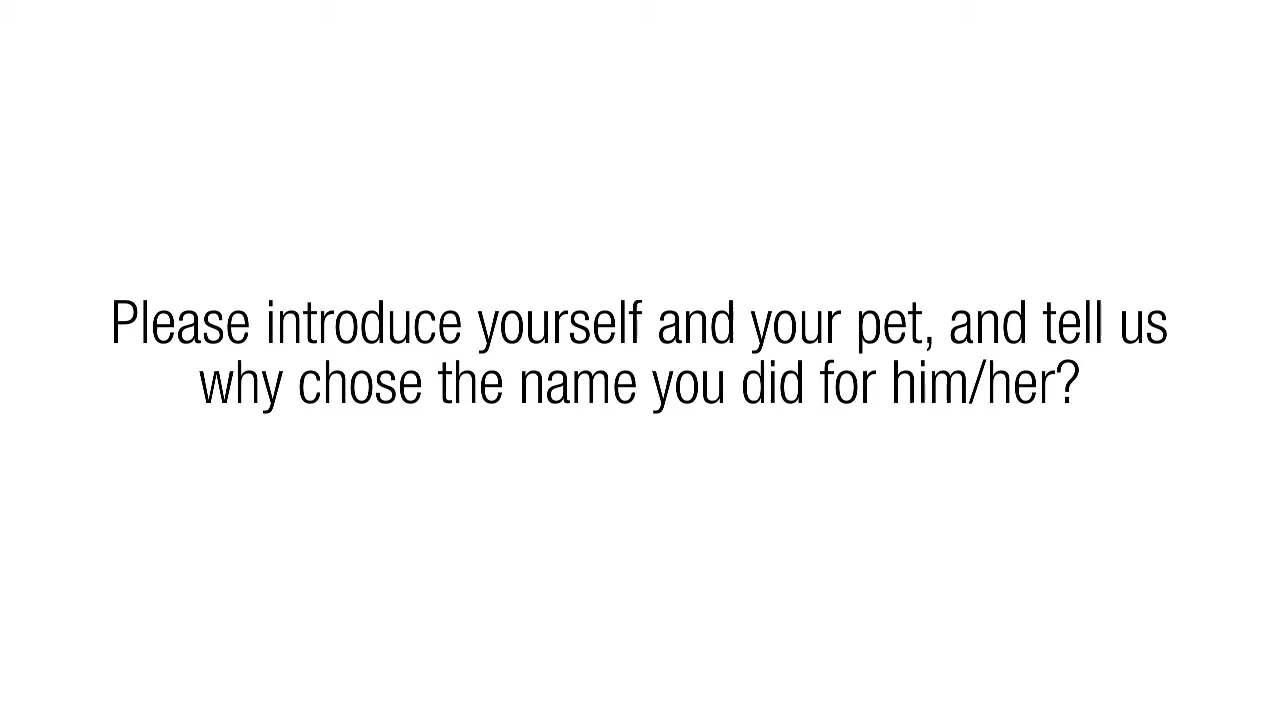 Please introduce yourself and your pet, and tell us
why chose the name you did for him/her?